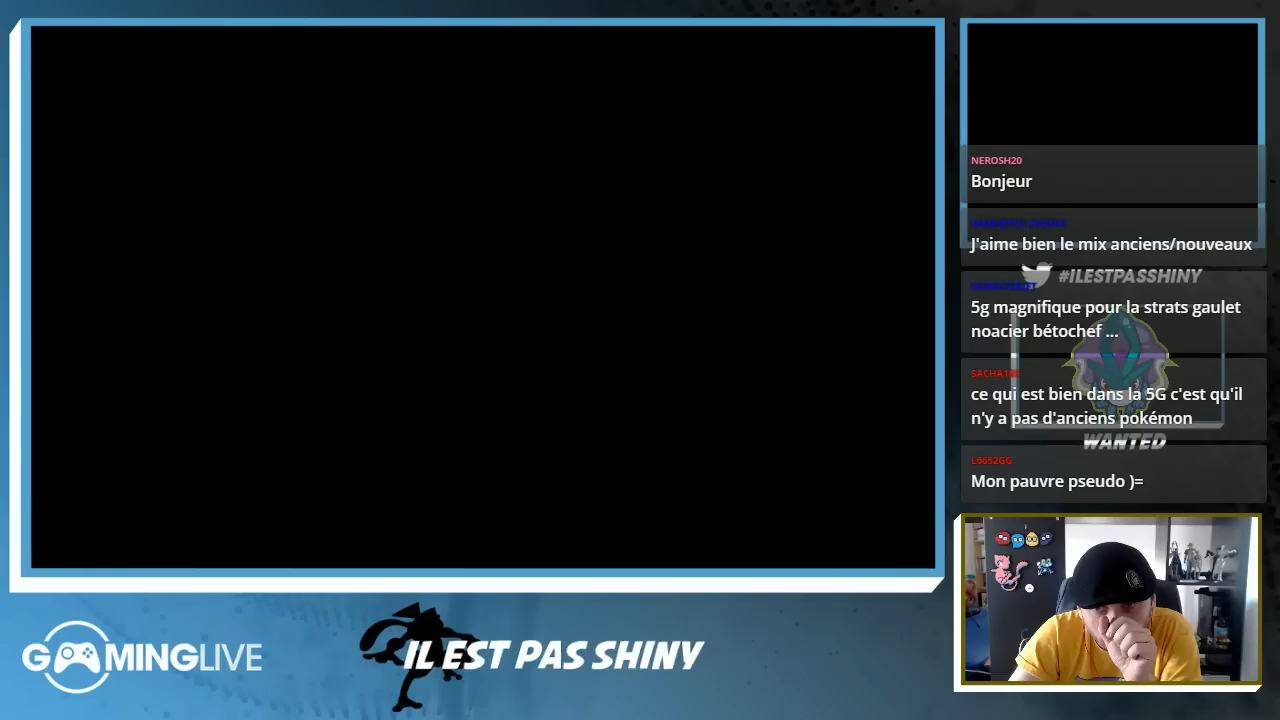 NEROSH20
Bonjeur
J'aime bien le mix anciens/nouveaux
#ILESTPASSHINY
5g magnifique pour la strats gaulet
noacier bétochef ...
ce qui est bien dans la 5G c'est qu'il
n'y a pas d'anciens pokémon
WANTED
L6652GG
Mon pauvre pseudo )=
GAMINGLIVE
IL EST PAS SHINY